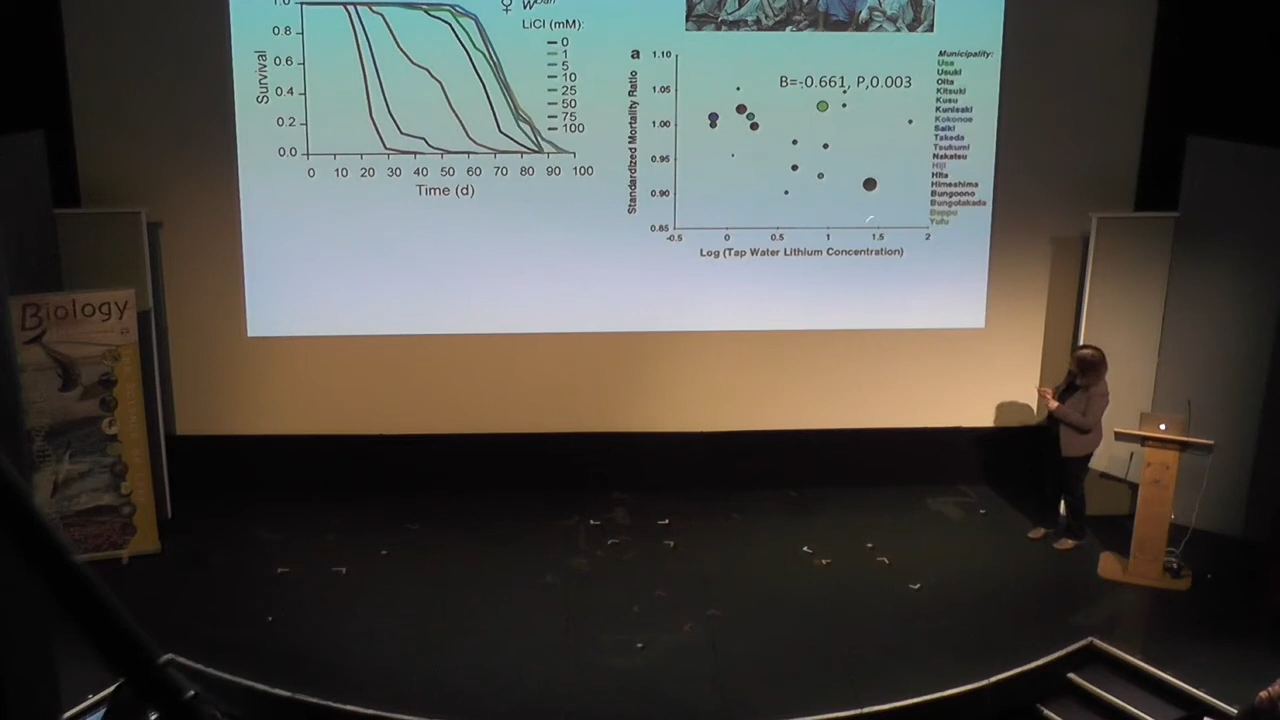 ♀ wDah
LiCl (mM):
0
1
5
10
25
50
75
100
Survival
1.0
0.8
0.6
0.4
0.2
0.0
0 10 20 30 40 50 60 70 80 90 100
Time (d)
a
B=-0.661, P,0.003
Standardized Mortality Ratio
1.10
1.05
1.00
0.95
0.90
0.85
-0.5 0 0.5 1 1.5 2
Log (Tap Water Lithium Concentration)
Municipality:
Usa
Usuki
Oita
Kitsuki
Kusu
Kunisaki
Kokonoe
Saiki
Takeda
Tsukumi
Nakatsu
Hiji
Hita
Himeshima
Bungoono
Bungotakada
Beppu
Yufu
Biology